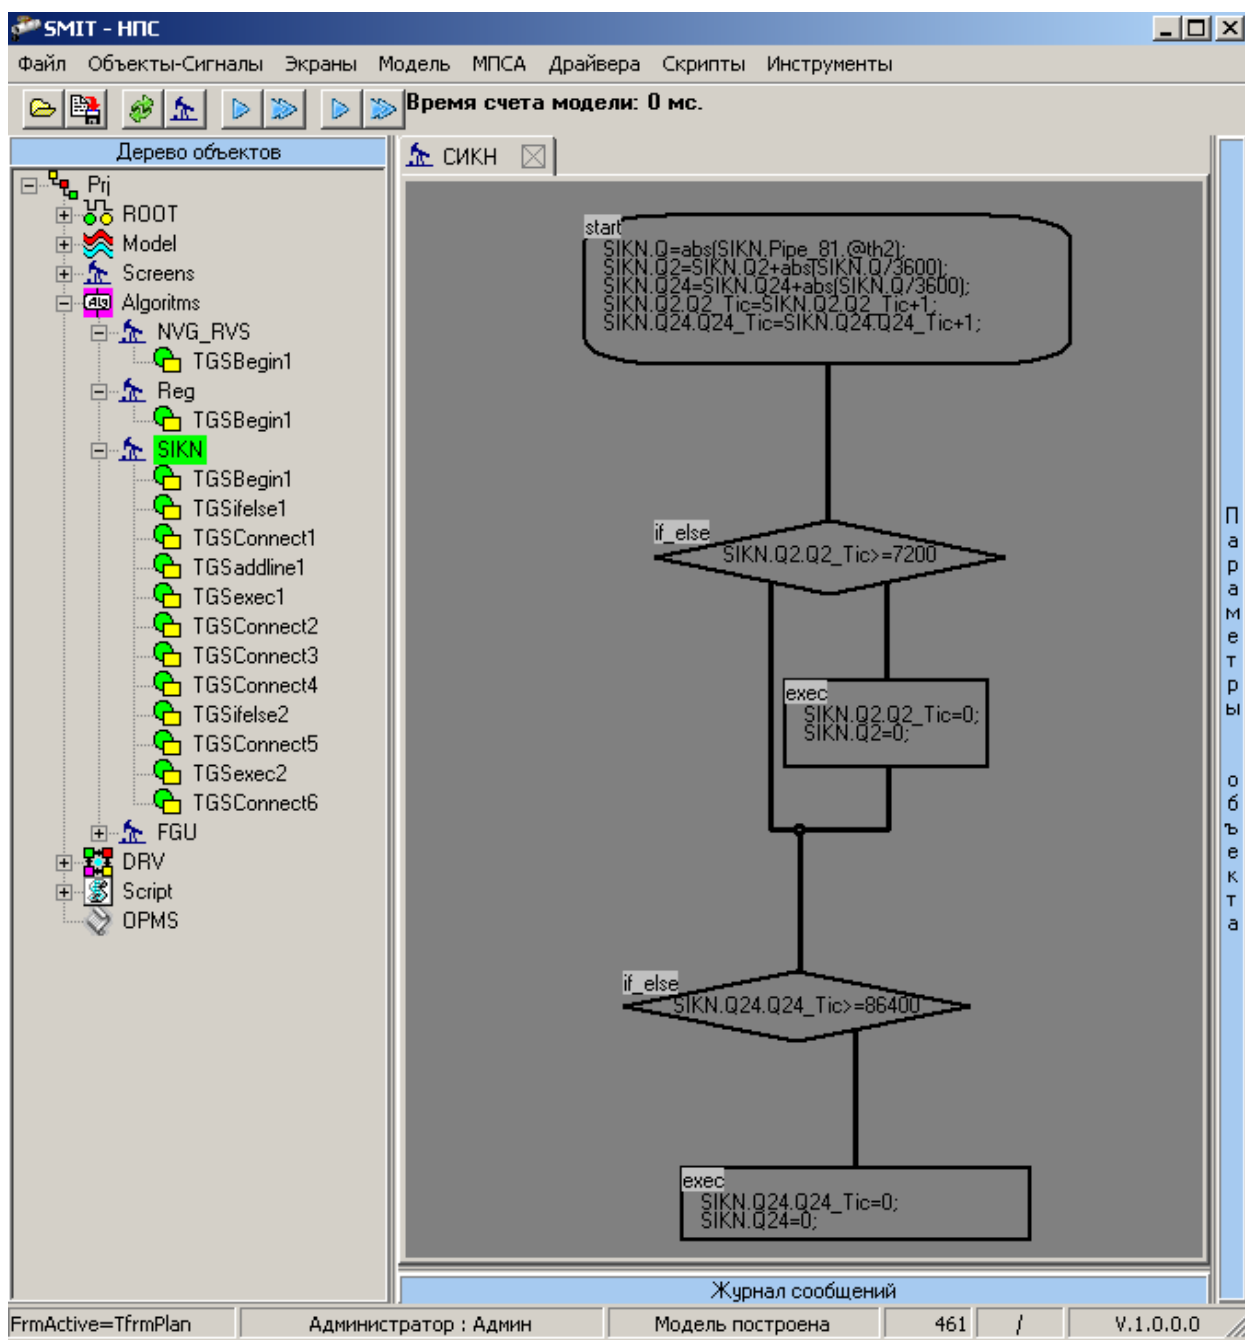 SMIT - НПС
Файл Объекты-Сигналы Экраны Модель МПСА Драйвера Скрипты Инструменты
Время счета модели: 0 мс.
Дерево объектов
Prj
ROOT
Model
Screens
Alg Algoritms
NVG_RVS
TGSBegin1
Reg
TGSBegin1
SIKN
TGSBegin1
TGSifelse1
TGSConnect1
TGSaddline1
TGSexec1
TGSConnect2
TGSConnect3
TGSConnect4
TGSifelse2
TGSConnect5
TGSexec2
TGSConnect6
FGU
DRV
Script
OPMS
СИКН
start
SIKN.Q=abs(SIKN.Pipe_81.@th2);
SIKN.Q2=SIKN.Q2+abs(SIKN.Q/3600);
SIKN.Q24=SIKN.Q24+abs(SIKN.Q/3600);
SIKN.Q2.Q2_Tic=SIKN.Q2.Q2_Tic+1;
SIKN.Q24.Q24_Tic=SIKN.Q24.Q24_Tic+1;
if_else
SIKN.Q2.Q2_Tic>=7200
exec
SIKN.Q2.Q2_Tic=0;
SIKN.Q2=0;
if_else
SIKN.Q24.Q24_Tic>=86400
exec
SIKN.Q24.Q24_Tic=0;
SIKN.Q24=0;
Параметры объекта
Журнал сообщений
FrmActive=TfrmPlan Администратор : Админ Модель построена 461 / V.1.0.0.0